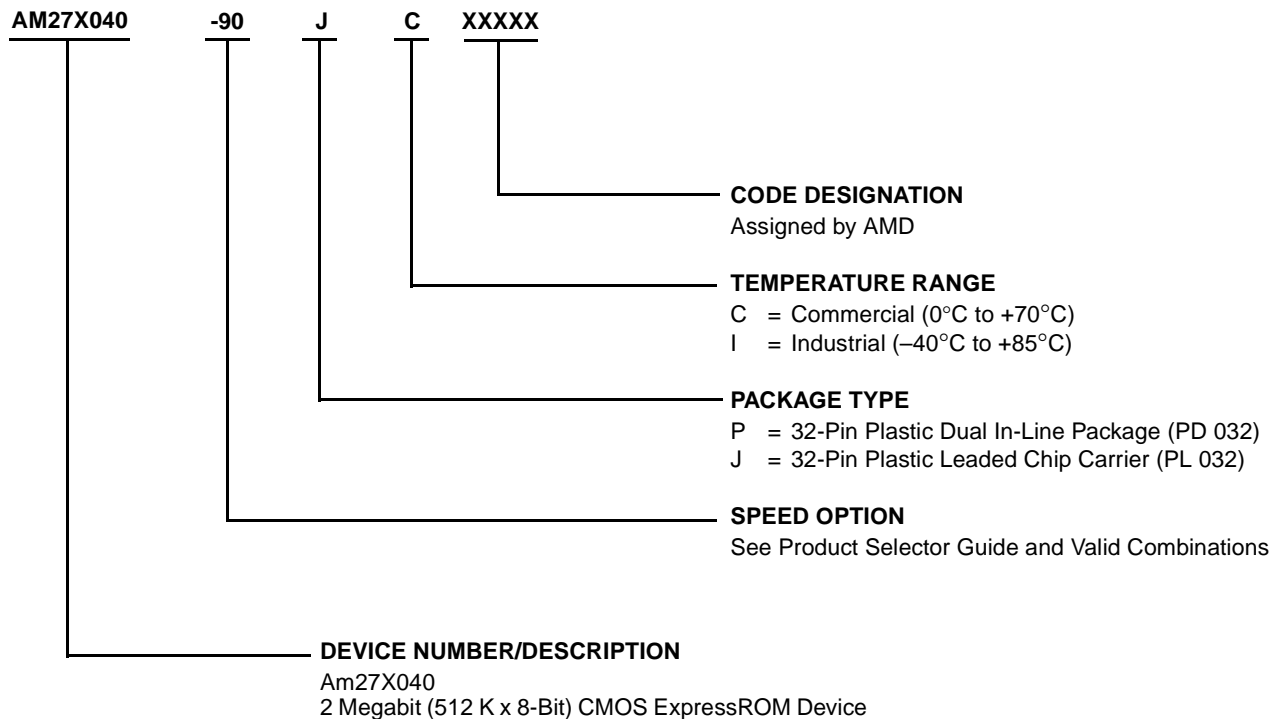 AM27X040 -90 J C XXXXX
CODE DESIGNATION
Assigned by AMD
TEMPERATURE RANGE
C = Commercial (0°C to +70°C)
I = Industrial (–40°C to +85°C)
PACKAGE TYPE
P = 32-Pin Plastic Dual In-Line Package (PD 032)
J = 32-Pin Plastic Leaded Chip Carrier (PL 032)
SPEED OPTION
See Product Selector Guide and Valid Combinations
DEVICE NUMBER/DESCRIPTION
Am27X040
2 Megabit (512 K x 8-Bit) CMOS ExpressROM Device